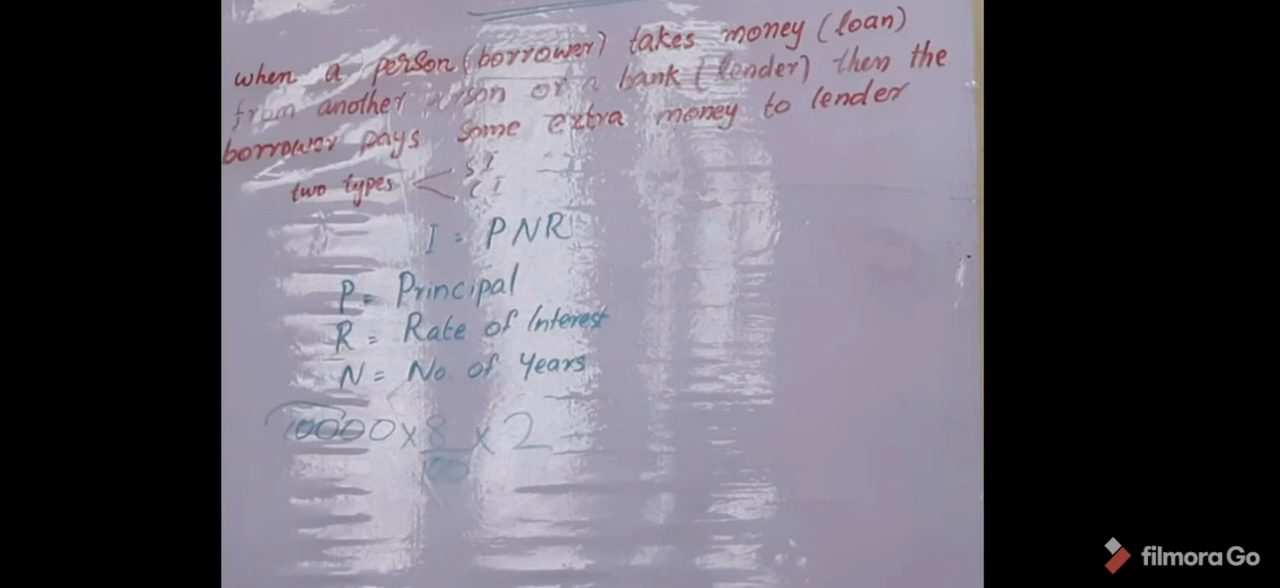 when a person (borrower) takes money (loan)
from another person or a bank (lender) then the
borrower pays some extra money to lender
two types < SI
CI
I = PNR
P = Principal
R = Rate of Interest
N = No. of Years
10000 x 8 x 2
100
filmora Go